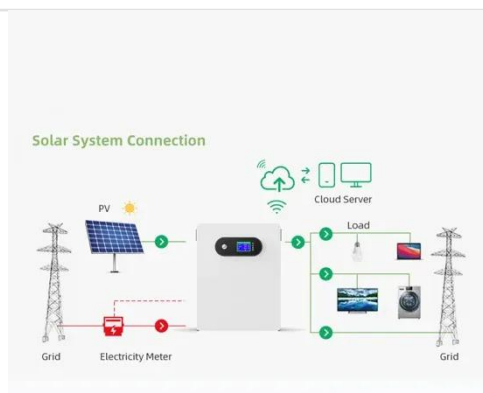 Solar System Connection
Cloud Server
PV
Load
Grid
Electricity Meter
Grid